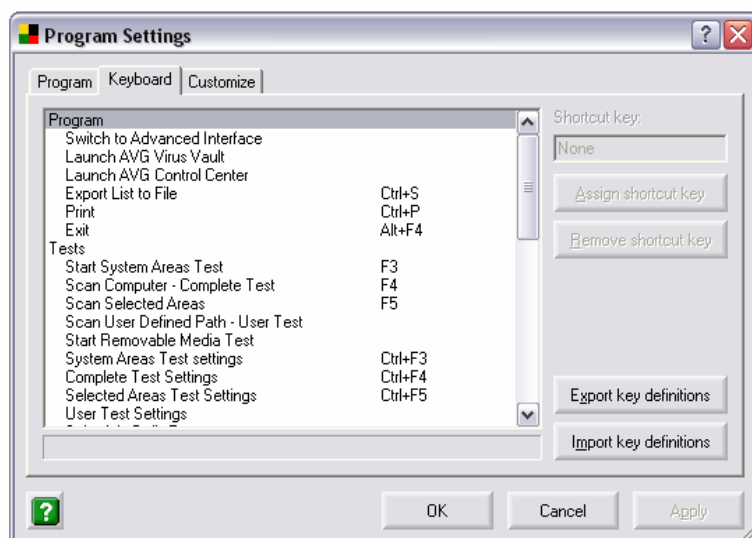 Program Settings
?
Program Keyboard Customize
Program
Switch to Advanced Interface
Launch AVG Virus Vault
Launch AVG Control Center
Export List to File Ctrl+S
Print Ctrl+P
Exit Alt+F4
Tests
Start System Areas Test F3
Scan Computer - Complete Test F4
Scan Selected Areas F5
Scan User Defined Path - User Test
Start Removable Media Test
System Areas Test settings Ctrl+F3
Complete Test Settings Ctrl+F4
Selected Areas Test Settings Ctrl+F5
User Test Settings
Shortcut key:
None
Assign shortcut key
Remove shortcut key
Export key definitions
Import key definitions
?
OK
Cancel
Apply